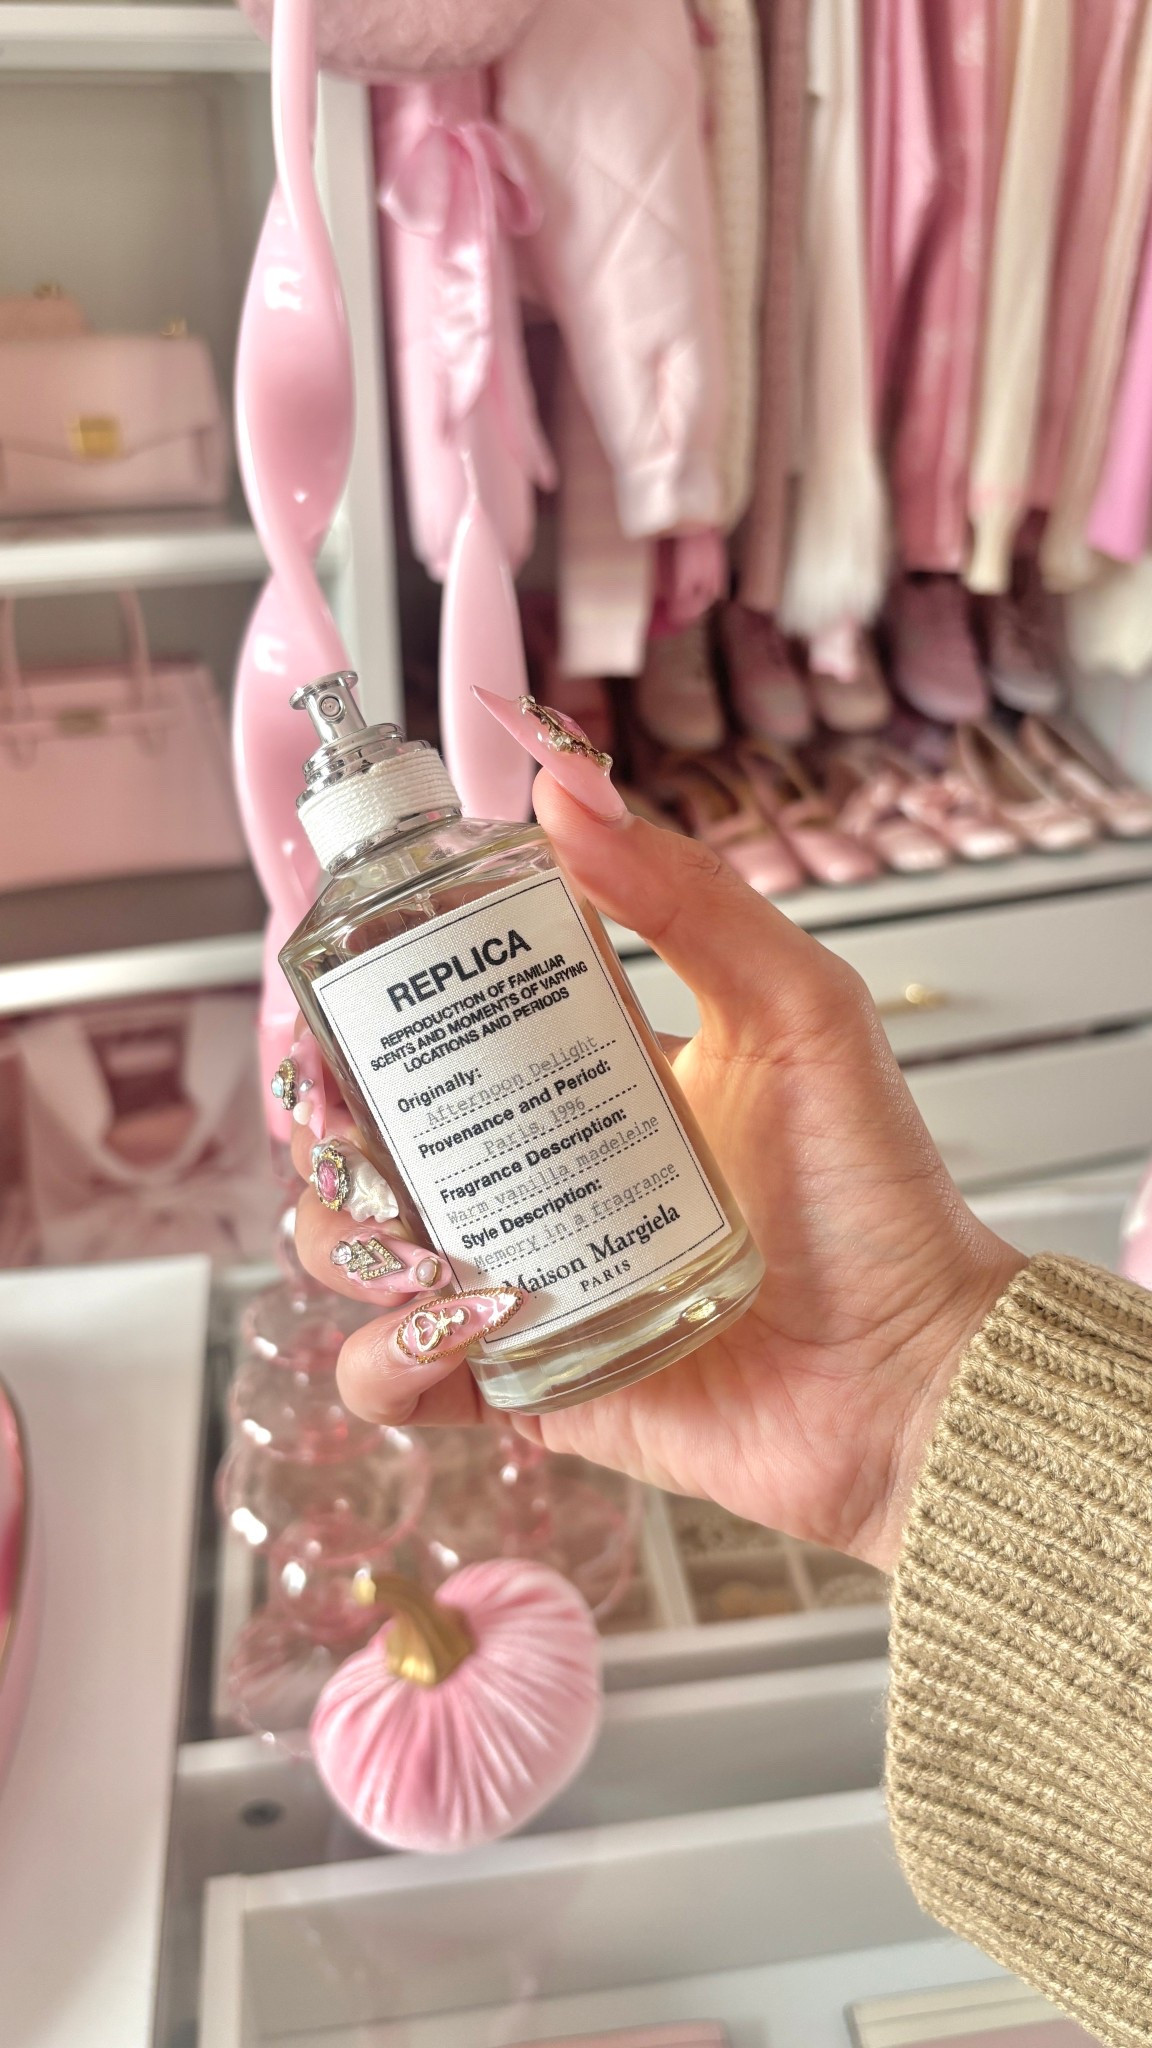 REPLICA
REPRODUCTION OF FAMILIAR
SCENTS AND MOMENTS OF VARYING
LOCATIONS AND PERIODS
Originally:
Afternoon Delight
Provenance and Period:
Paris, 1996
Fragrance Description:
Warm vanilla madeleine
Style Description:
Memory in a fragrance
Maison Margiela
PARIS